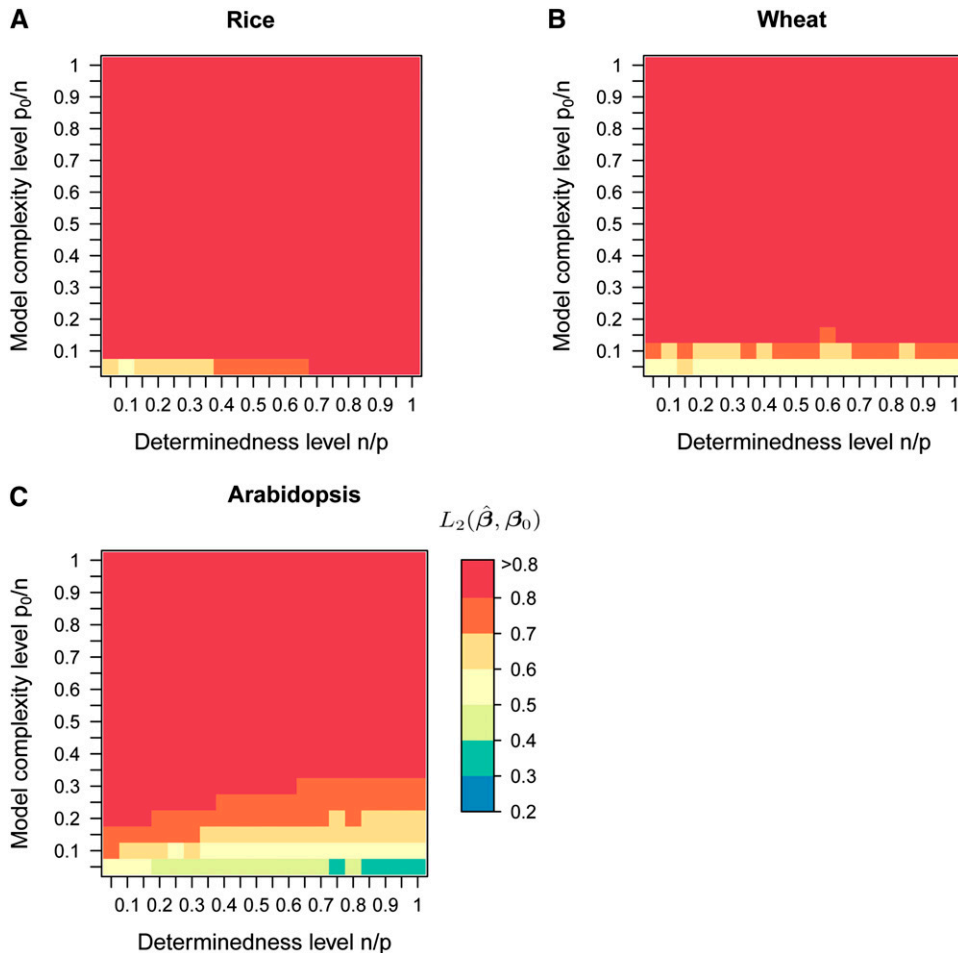 A
Rice
Model complexity level p₀/n
1
0.9
0.8
0.7
0.6
0.5
0.4
0.3
0.2
0.1
0.1 0.2 0.3 0.4 0.5 0.6 0.7 0.8 0.9 1
Determinedness level n/p
B
Wheat
Model complexity level p₀/n
1
0.9
0.8
0.7
0.6
0.5
0.4
0.3
0.2
0.1
0.1 0.2 0.3 0.4 0.5 0.6 0.7 0.8 0.9 1
Determinedness level n/p
C
Arabidopsis
Model complexity level p₀/n
1
0.9
0.8
0.7
0.6
0.5
0.4
0.3
0.2
0.1
0.1 0.2 0.3 0.4 0.5 0.6 0.7 0.8 0.9 1
Determinedness level n/p
L₂(β̂, β₀)
>0.8
0.8
0.7
0.6
0.5
0.4
0.3
0.2